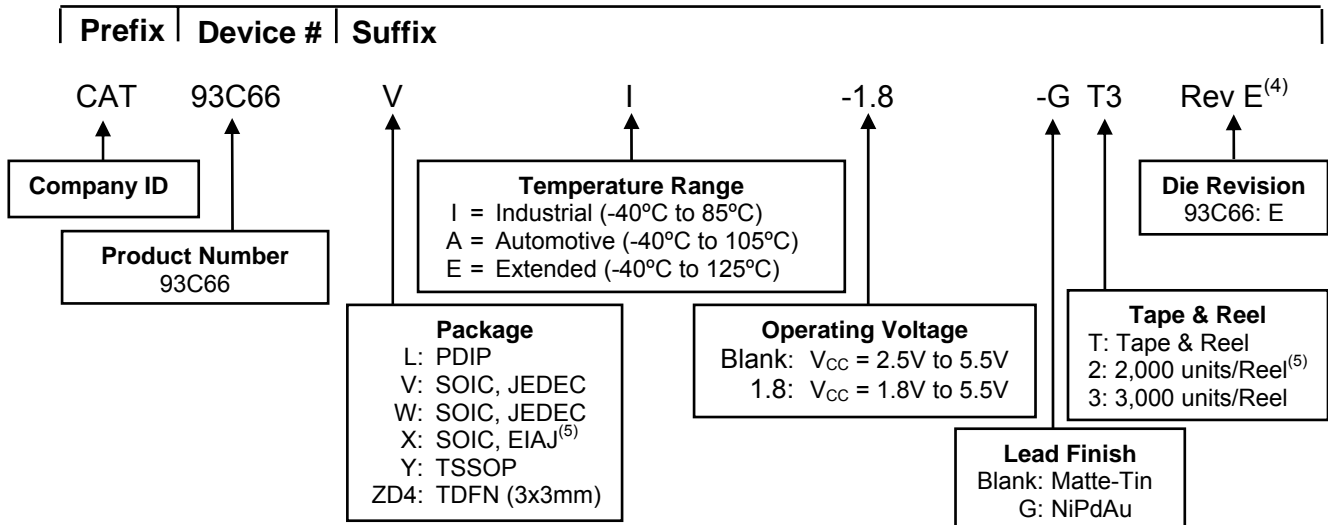 Prefix Device # Suffix
CAT 93C66 V I -1.8 -G T3 Rev E(4)
Company ID
Product Number
93C66
Temperature Range
I = Industrial (-40ºC to 85ºC)
A = Automotive (-40ºC to 105ºC)
E = Extended (-40ºC to 125ºC)
Die Revision
93C66: E
Package
L: PDIP
V: SOIC, JEDEC
W: SOIC, JEDEC
X: SOIC, EIAJ(5)
Y: TSSOP
ZD4: TDFN (3x3mm)
Operating Voltage
Blank: VCC = 2.5V to 5.5V
1.8: VCC = 1.8V to 5.5V
Tape & Reel
T: Tape & Reel
2: 2,000 units/Reel(5)
3: 3,000 units/Reel
Lead Finish
Blank: Matte-Tin
G: NiPdAu